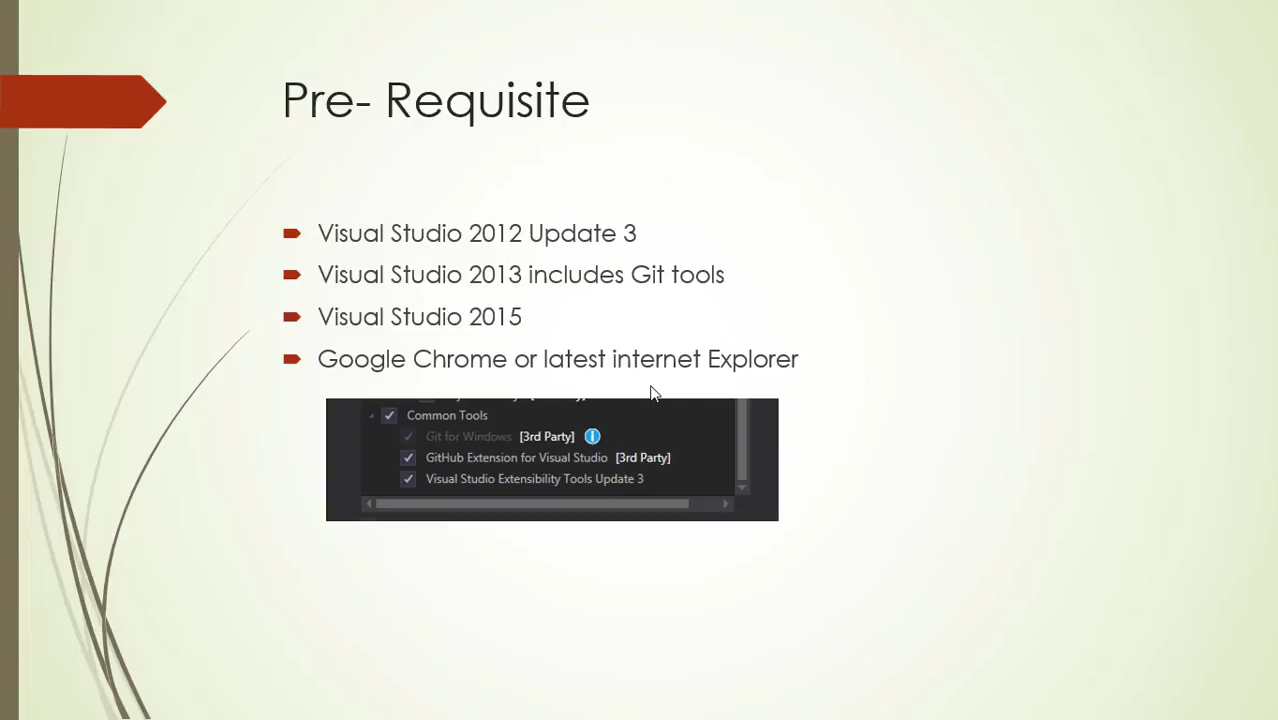 Pre- Requisite
Visual Studio 2012 Update 3
Visual Studio 2013 includes Git tools
Visual Studio 2015
Google Chrome or latest internet Explorer
Common Tools
Git for Windows [3rd Party]
GitHub Extension for Visual Studio [3rd Party]
Visual Studio Extensibility Tools Update 3